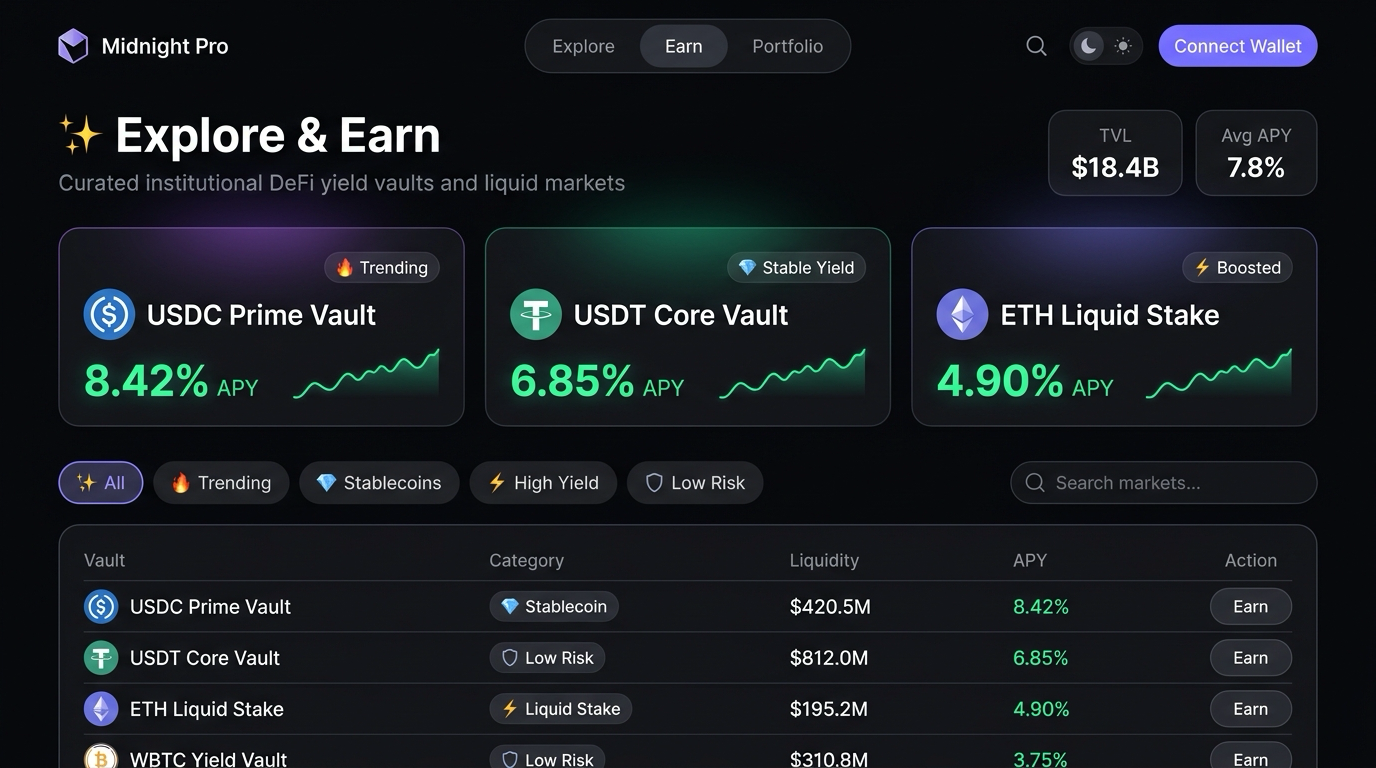 Midnight Pro
Explore Earn Portfolio
Connect Wallet
✨ Explore & Earn
Curated institutional DeFi yield vaults and liquid markets
TVL
$18.4B
Avg APY
7.8%
🔥 Trending
USDC Prime Vault
8.42% APY
💎 Stable Yield
USDT Core Vault
6.85% APY
⚡ Boosted
ETH Liquid Stake
4.90% APY
✨ All 🔥 Trending 💎 Stablecoins ⚡ High Yield Low Risk
Search markets...
Vault Category Liquidity APY Action
USDC Prime Vault 💎 Stablecoin $420.5M 8.42% Earn
USDT Core Vault Low Risk $812.0M 6.85% Earn
ETH Liquid Stake ⚡ Liquid Stake $195.2M 4.90% Earn
WBTC Yield Vault Low Risk $310.8M 3.75% Earn